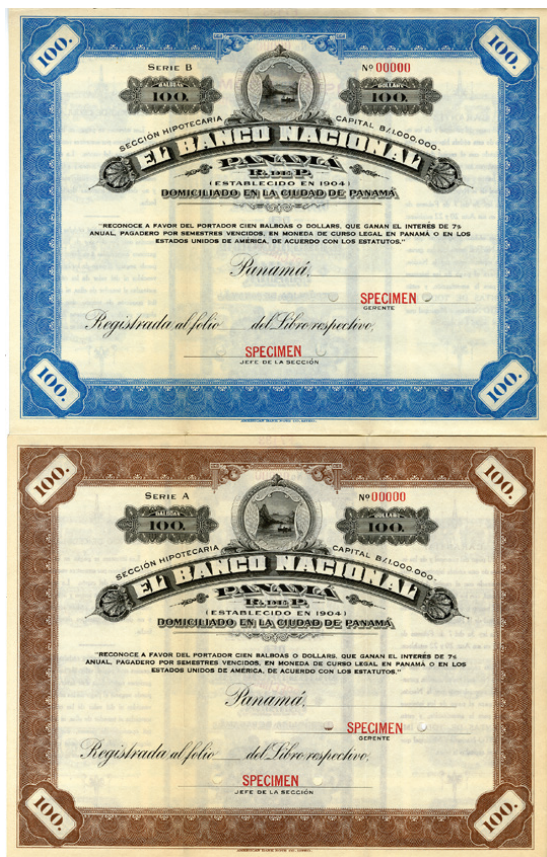 100. 100.
SERIE B Nº 00000
BALBOAS DOLLARS
100. 100.
SECCIÓN HIPOTECARIA CAPITAL B/.1.000.000.
EL BANCO NACIONAL
PANAMÁ
R. DE P.
(ESTABLECIDO EN 1904)
DOMICILIADO EN LA CIUDAD DE PANAMÁ
"RECONOCE A FAVOR DEL PORTADOR CIEN BALBOAS O DOLLARS, QUE GANAN EL INTERÉS DE 7%
ANUAL, PAGADERO POR SEMESTRES VENCIDOS, EN MONEDA DE CURSO LEGAL EN PANAMÁ O EN LOS
ESTADOS UNIDOS DE AMÉRICA, DE ACUERDO CON LOS ESTATUTOS."
Panamá,
SPECIMEN
GERENTE
Registrada al folio del Libro respectivo.
SPECIMEN
JEFE DE LA SECCIÓN
100. 100.
AMERICAN BANK NOTE CO.
100. 100.
SERIE A Nº 00000
BALBOAS DOLLARS
100. 100.
SECCIÓN HIPOTECARIA CAPITAL B/.1.000.000.
EL BANCO NACIONAL
PANAMÁ
R. DE P.
(ESTABLECIDO EN 1904)
DOMICILIADO EN LA CIUDAD DE PANAMÁ
"RECONOCE A FAVOR DEL PORTADOR CIEN BALBOAS O DOLLARS, QUE GANAN EL INTERÉS DE 7%
ANUAL, PAGADERO POR SEMESTRES VENCIDOS, EN MONEDA DE CURSO LEGAL EN PANAMÁ O EN LOS
ESTADOS UNIDOS DE AMÉRICA, DE ACUERDO CON LOS ESTATUTOS."
Panamá,
SPECIMEN
GERENTE
Registrada al folio del Libro respectivo.
SPECIMEN
JEFE DE LA SECCIÓN
100. 100.
AMERICAN BANK NOTE CO.